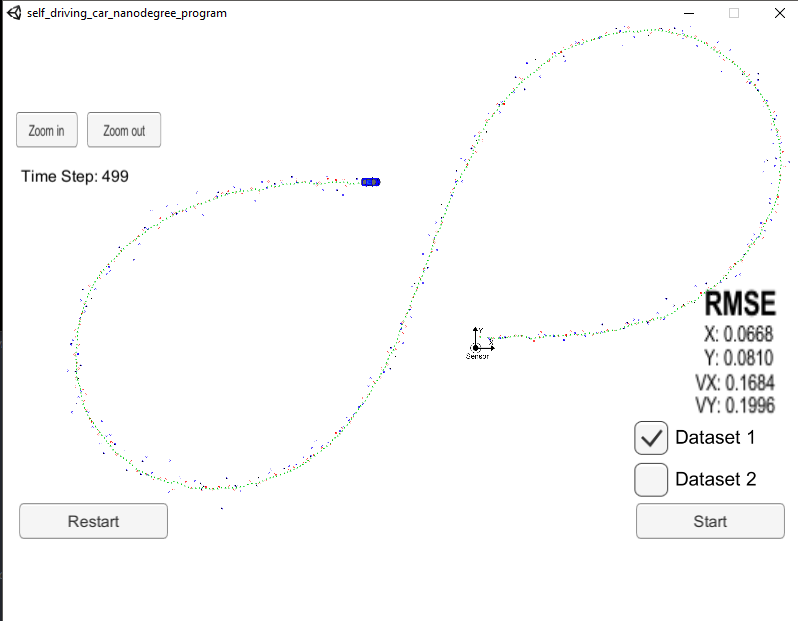 self_driving_car_nanodegree_program
Zoom in
Zoom out
Time Step: 499
Y
X
Sensor
RMSE
X: 0.0668
Y: 0.0810
VX: 0.1684
VY: 0.1996
Dataset 1
Dataset 2
Restart
Start